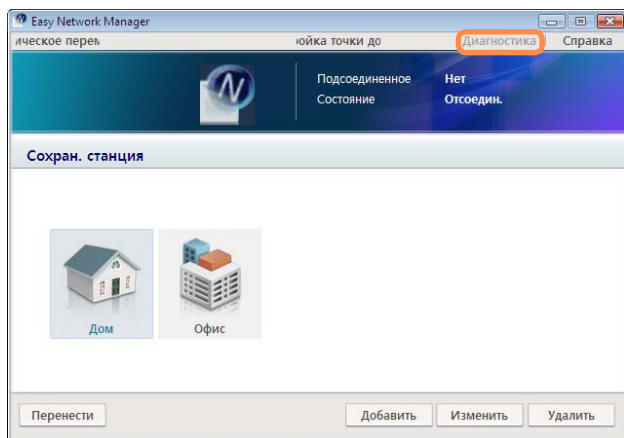 Easy Network Manager
ическое перем ойка точки до Диагностика Справка
Подсоединенное Нет
Состояние Отсоедин.
Сохран. станция
Дом Офис
Перенести Добавить Изменить Удалить